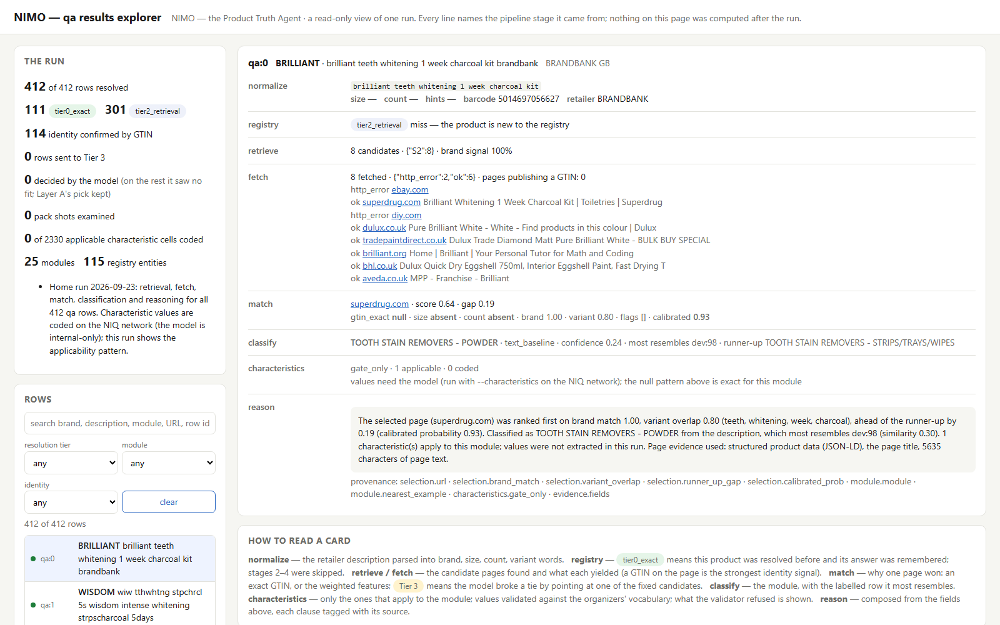 NIMO — qa results explorer NIMO — the Product Truth Agent · a read-only view of one run. Every line names the pipeline stage it came from; nothing on this page was computed after the run.
THE RUN
412 of 412 rows resolved
111 tier0_exact 301 tier2_retrieval
114 identity confirmed by GTIN
0 rows sent to Tier 3
0 decided by the model (on the rest it saw no
fit; Layer A's pick kept)
0 pack shots examined
0 of 2330 applicable characteristic cells coded
25 modules 115 registry entities
• Home run 2026-09-23: retrieval, fetch,
match, classification and reasoning for all
412 qa rows. Characteristic values are
coded on the NIQ network (the model is
internal-only); this run shows the
applicability pattern.
ROWS
search brand, description, module, URL, row id
resolution tier module
any any
identity
any clear
412 of 412 rows
qa:0 BRILLIANT brilliant teeth
whitening 1 week charcoal kit
brandbank
qa:1 WISDOM wiw tthwhtng stpchrcl
5s wisdom intense whitening
strpscharcoal 5days
qa:0 BRILLIANT · brilliant teeth whitening 1 week charcoal kit brandbank BRANDBANK GB
normalize brilliant teeth whitening 1 week charcoal kit
size — count — hints — barcode 5014697056627 retailer BRANDBANK
registry tier2_retrieval miss — the product is new to the registry
retrieve 8 candidates · {"S2":8} · brand signal 100%
fetch 8 fetched · {"http_error":2,"ok":6} · pages publishing a GTIN: 0
http_error ebay.com
ok superdrug.com Brilliant Whitening 1 Week Charcoal Kit | Toiletries | Superdrug
http_error diy.com
ok dulux.co.uk Pure Brilliant White - White - Find products in this colour | Dulux
ok tradepaintdirect.co.uk Dulux Trade Diamond Matt Pure Brilliant White - BULK BUY SPECIAL
ok brilliant.org Home | Brilliant | Your Personal Tutor for Math and Coding
ok bhl.co.uk Dulux Quick Dry Eggshell 750ml, Interior Eggshell Paint, Fast Drying T
ok aveda.co.uk MPP - Franchise - Brilliant
match superdrug.com · score 0.64 · gap 0.19
gtin_exact null · size absent · count absent · brand 1.00 · variant 0.80 · flags [] · calibrated 0.93
classify TOOTH STAIN REMOVERS - POWDER · text_baseline · confidence 0.24 · most resembles dev:98 · runner-up TOOTH STAIN REMOVERS - STRIPS/TRAYS/WIPES
characteristics gate_only · 1 applicable · 0 coded
values need the model (run with --characteristics on the NIQ network); the null pattern above is exact for this module
reason The selected page (superdrug.com) was ranked first on brand match 1.00, variant overlap 0.80 (teeth, whitening, week, charcoal), ahead of the runner-up by
0.19 (calibrated probability 0.93). Classified as TOOTH STAIN REMOVERS - POWDER from the description, which most resembles dev:98 (similarity 0.30). 1
characteristic(s) apply to this module; values were not extracted in this run. Page evidence used: structured product data (JSON-LD), the page title, 5635
characters of page text.
provenance: selection.url · selection.brand_match · selection.variant_overlap · selection.runner_up_gap · selection.calibrated_prob · module.module ·
module.nearest_example · characteristics.gate_only · evidence.fields
HOW TO READ A CARD
normalize — the retailer description parsed into brand, size, count, variant words. registry — tier0_exact means this product was resolved before and its answer was remembered;
stages 2–4 were skipped. retrieve / fetch — the candidate pages found and what each yielded (a GTIN on the page is the strongest identity signal). match — why one page won: an
exact GTIN, or the weighted features; Tier 3 means the model broke a tie by pointing at one of the fixed candidates. classify — the module, with the labelled row it most resembles.
characteristics — only the ones that apply to the module; values validated against the organizers' vocabulary; what the validator refused is shown. reason — composed from the fields
above, each clause tagged with its source.